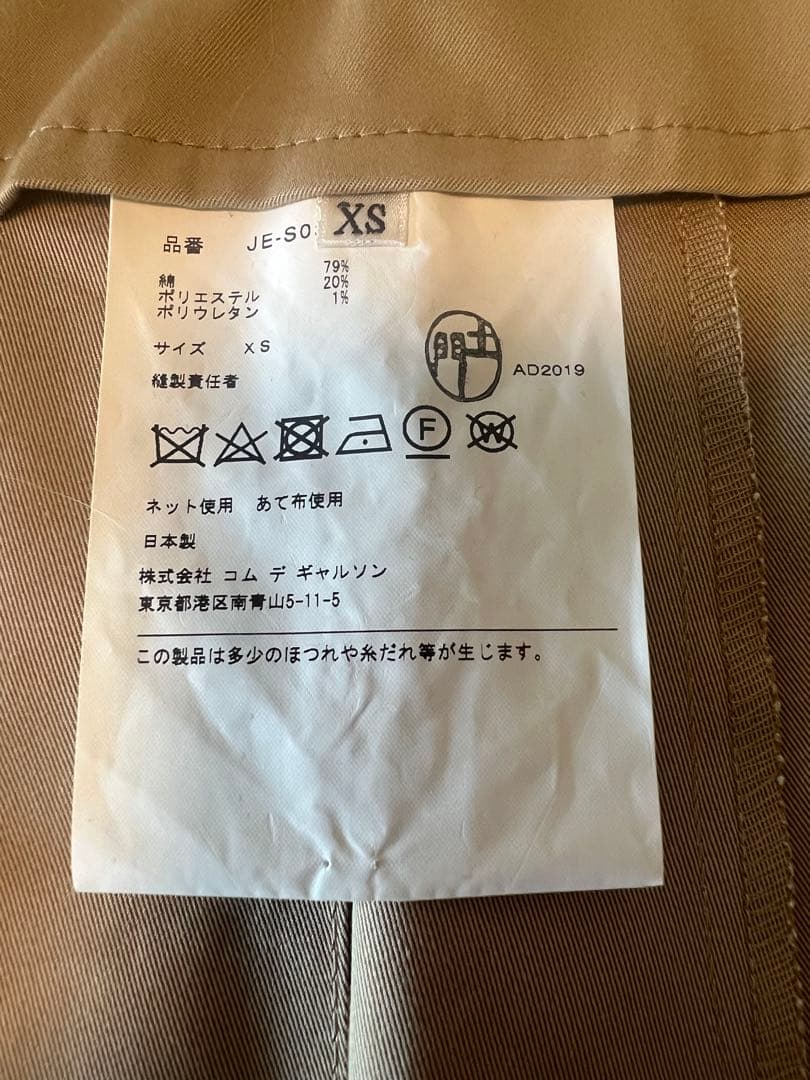 XS
品番 JE-S0
綿 79%
ポリエステル 20%
ポリウレタン 1%
サイズ XS
縫製責任者
AD2019
F
W
ネット使用 あて布使用
日本製
株式会社 コム デ ギャルソン
東京都港区南青山5-11-5
この製品は多少のほつれや糸だれ等が生じます。